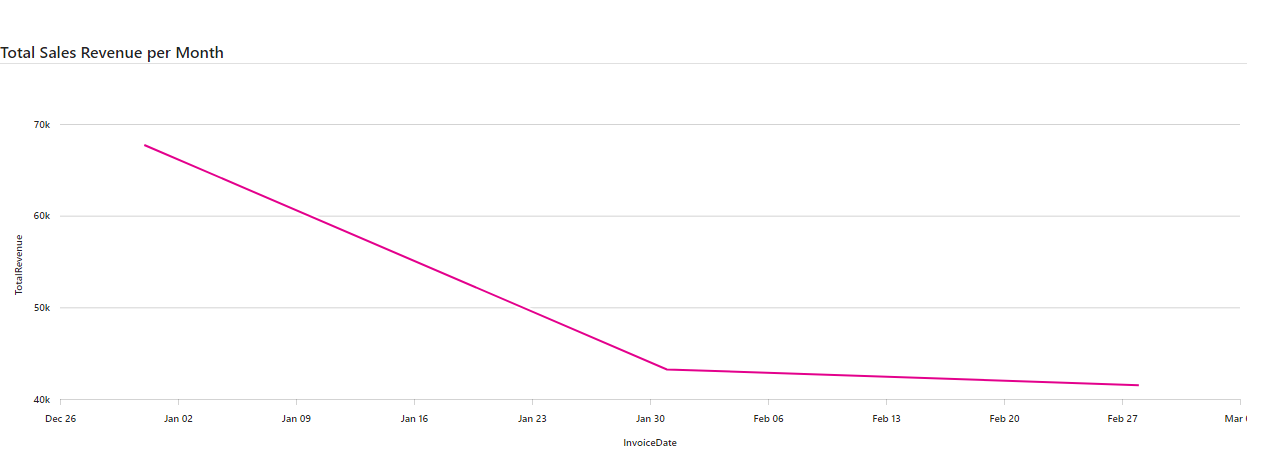 Total Sales Revenue per Month
70k
60k
50k
40k
TotalRevenue
Dec 26 Jan 02 Jan 09 Jan 16 Jan 23 Jan 30 Feb 06 Feb 13 Feb 20 Feb 27 Mar
InvoiceDate